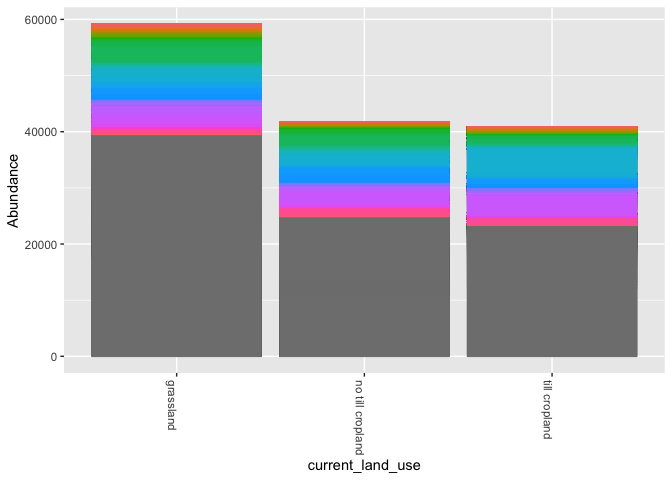 60000
40000
20000
0
Abundance
grassland
no till cropland
till cropland
current_land_use